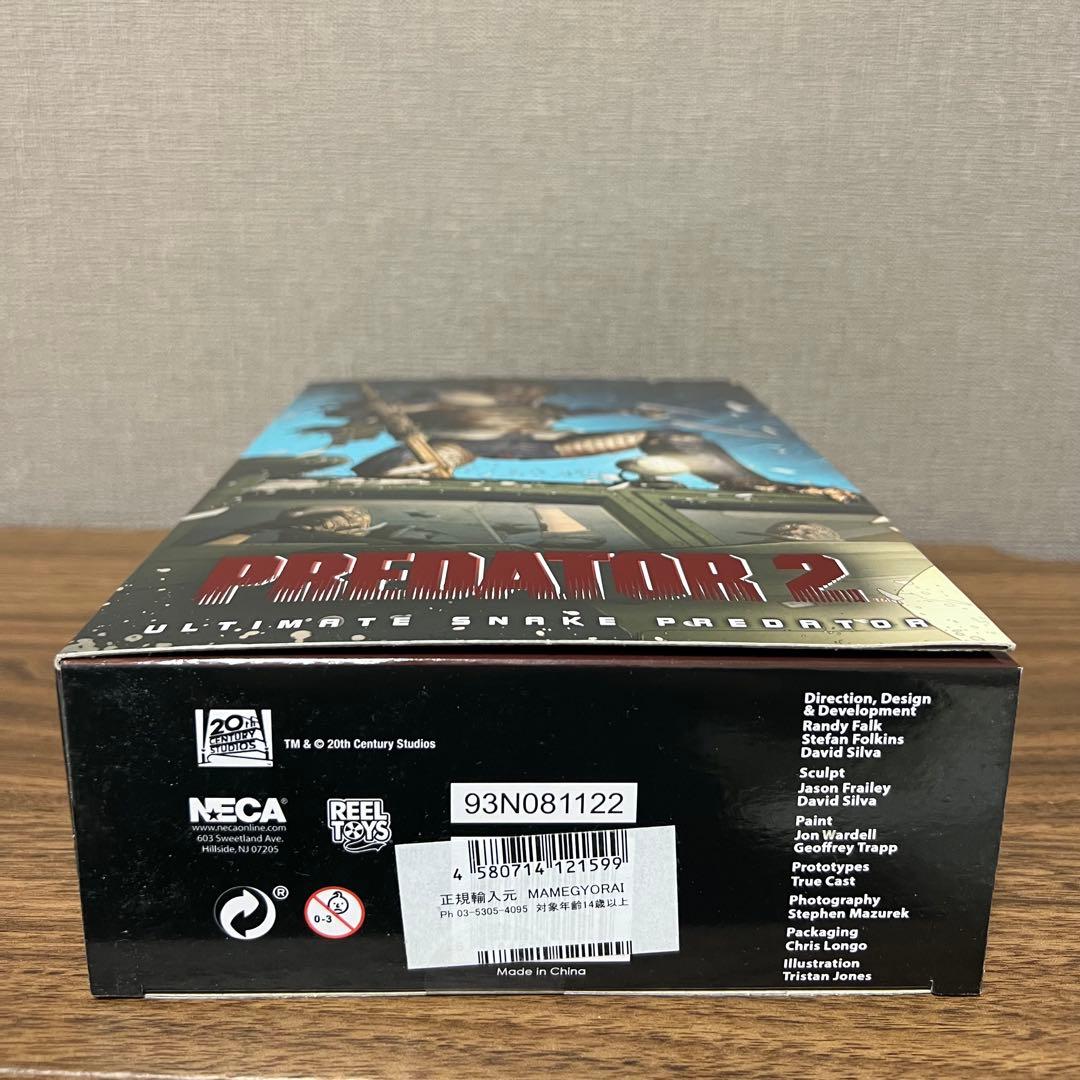 PREDATOR 2
ULTIMATE SNAKE PREDATOR
20th
CENTURY
STUDIOS
TM & © 20th Century Studios
NECA®
www.necaonline.com
603 Sweetland Ave.
Hillside, NJ 07205
REEL
TOYS
®
0-3
93N081122
4 580714 121599
正規輸入元 MAMEGYORAI
Ph 03-5305-4095 対象年齢14歳以上
Made in China
Direction, Design
& Development
Randy Falk
Stefan Folkins
David Silva
Sculpt
Jason Frailey
David Silva
Paint
Jon Wardell
Geoffrey Trapp
Prototypes
True Cast
Photography
Stephen Mazurek
Packaging
Chris Longo
Illustration
Tristan Jones